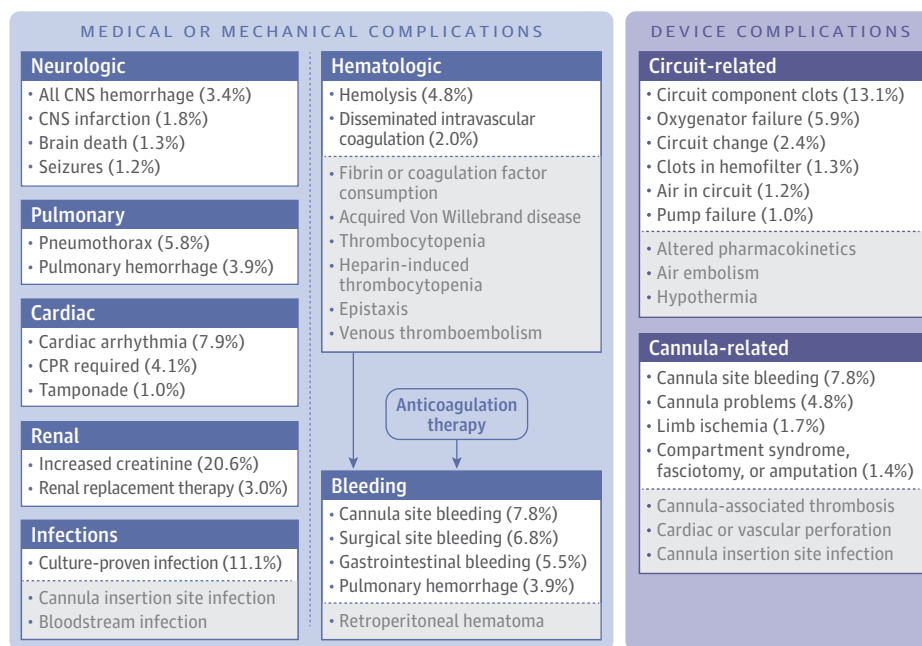 MEDICAL OR MECHANICAL COMPLICATIONS
Neurologic
• All CNS hemorrhage (3.4%)
• CNS infarction (1.8%)
• Brain death (1.3%)
• Seizures (1.2%)
Pulmonary
• Pneumothorax (5.8%)
• Pulmonary hemorrhage (3.9%)
Cardiac
• Cardiac arrhythmia (7.9%)
• CPR required (4.1%)
• Tamponade (1.0%)
Renal
• Increased creatinine (20.6%)
• Renal replacement therapy (3.0%)
Infections
• Culture-proven infection (11.1%)
• Cannula insertion site infection
• Bloodstream infection
Hematologic
• Hemolysis (4.8%)
• Disseminated intravascular
coagulation (2.0%)
• Fibrin or coagulation factor
consumption
• Acquired Von Willebrand disease
• Thrombocytopenia
• Heparin-induced
thrombocytopenia
• Epistaxis
• Venous thromboembolism
Anticoagulation
therapy
Bleeding
• Cannula site bleeding (7.8%)
• Surgical site bleeding (6.8%)
• Gastrointestinal bleeding (5.5%)
• Pulmonary hemorrhage (3.9%)
• Retroperitoneal hematoma
DEVICE COMPLICATIONS
Circuit-related
• Circuit component clots (13.1%)
• Oxygenator failure (5.9%)
• Circuit change (2.4%)
• Clots in hemofilter (1.3%)
• Air in circuit (1.2%)
• Pump failure (1.0%)
• Altered pharmacokinetics
• Air embolism
• Hypothermia
Cannula-related
• Cannula site bleeding (7.8%)
• Cannula problems (4.8%)
• Limb ischemia (1.7%)
• Compartment syndrome,
fasciotomy, or amputation (1.4%)
• Cannula-associated thrombosis
• Cardiac or vascular perforation
• Cannula insertion site infection